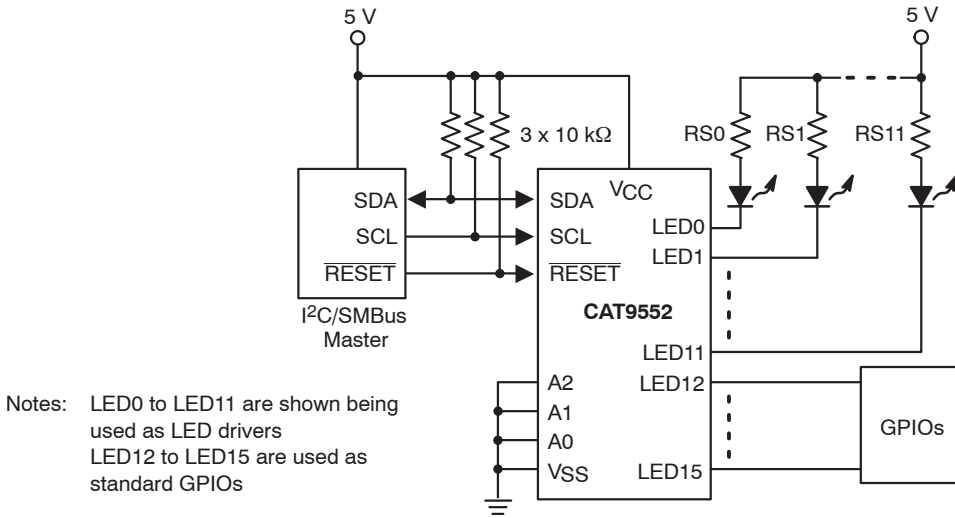 5 V
5 V
3 x 10 kΩ
RS0
RS1
RS11
SDA
SCL
RESET
I2C/SMBus
Master
VCC
SDA
SCL
RESET
CAT9552
A2
A1
A0
VSS
LED0
LED1
LED11
LED12
LED15
GPIOs
Notes: LED0 to LED11 are shown being
used as LED drivers
LED12 to LED15 are used as
standard GPIOs